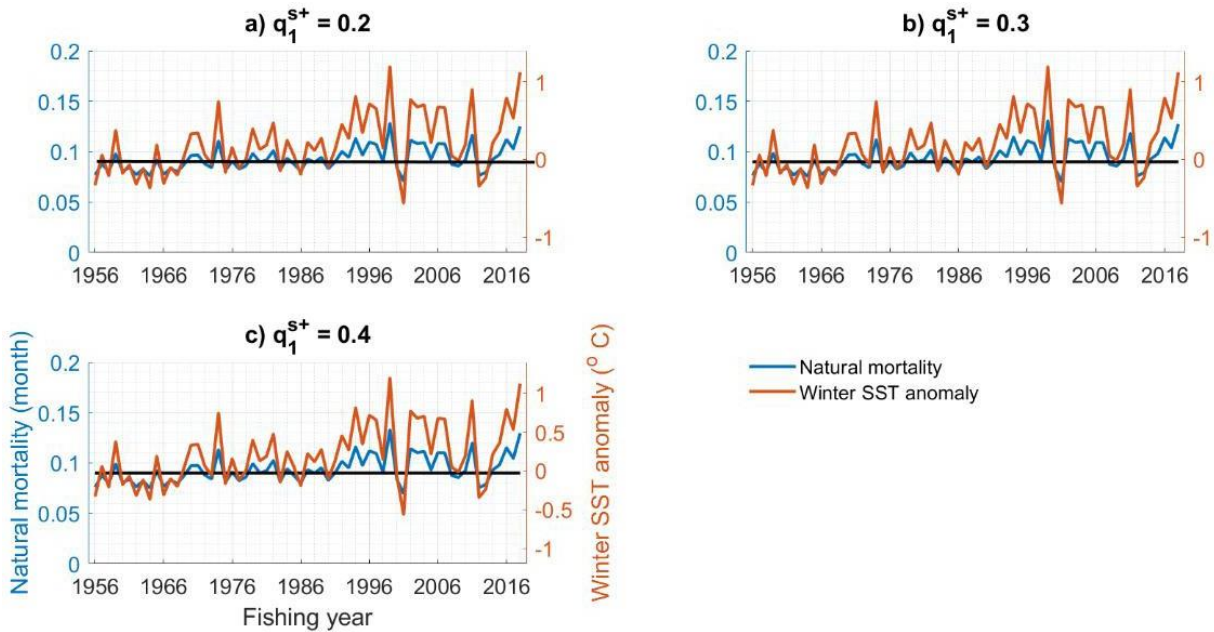 a) q₁ˢ⁺ = 0.2
0.2
0.15
0.1
0.05
0
1
0
-1
1956 1966 1976 1986 1996 2006 2016
b) q₁ˢ⁺ = 0.3
0.2
0.15
0.1
0.05
0
1
0
-1
1956 1966 1976 1986 1996 2006 2016
c) q₁ˢ⁺ = 0.4
Natural mortality (month)
0.2
0.15
0.1
0.05
0
1
0.5
0
-0.5
-1
Winter SST anomaly (° C)
1956 1966 1976 1986 1996 2006 2016
Fishing year
Natural mortality
Winter SST anomaly